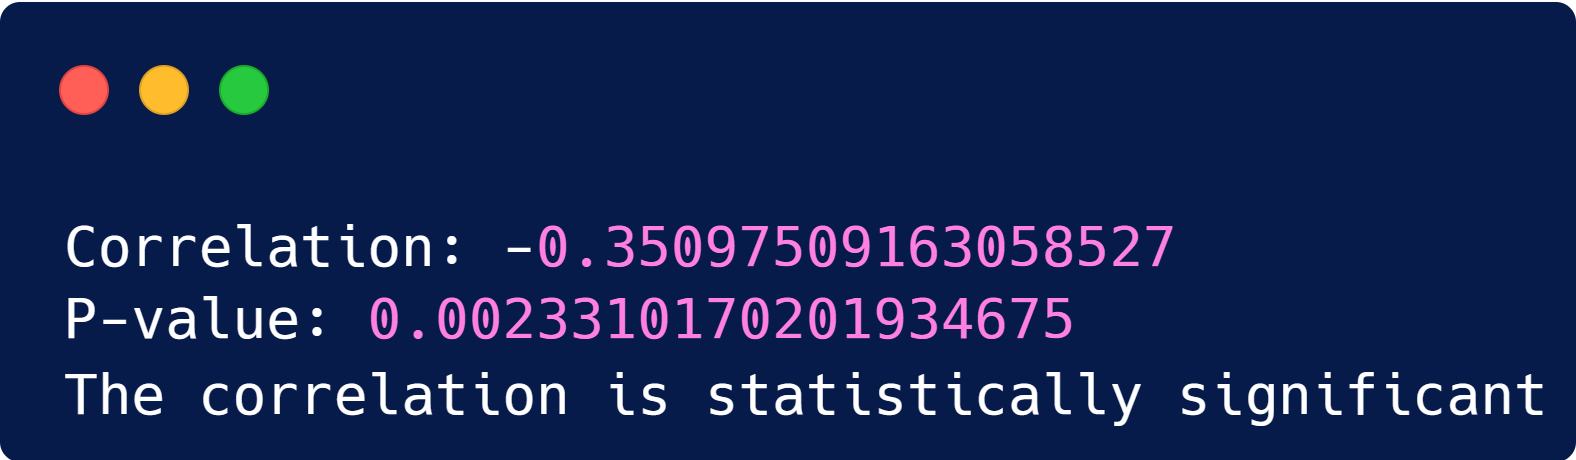 Correlation: -0.35097509163058527
P-value: 0.0023310170201934675
The correlation is statistically significant